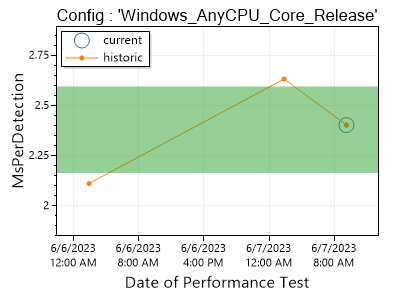 Config : 'Windows_AnyCPU_Core_Release'
current
historic
MsPerDetection
2.75
2.5
2.25
2
6/6/2023 6/6/2023 6/6/2023 6/7/2023 6/7/2023
12:00 AM 8:00 AM 4:00 PM 12:00 AM 8:00 AM
Date of Performance Test